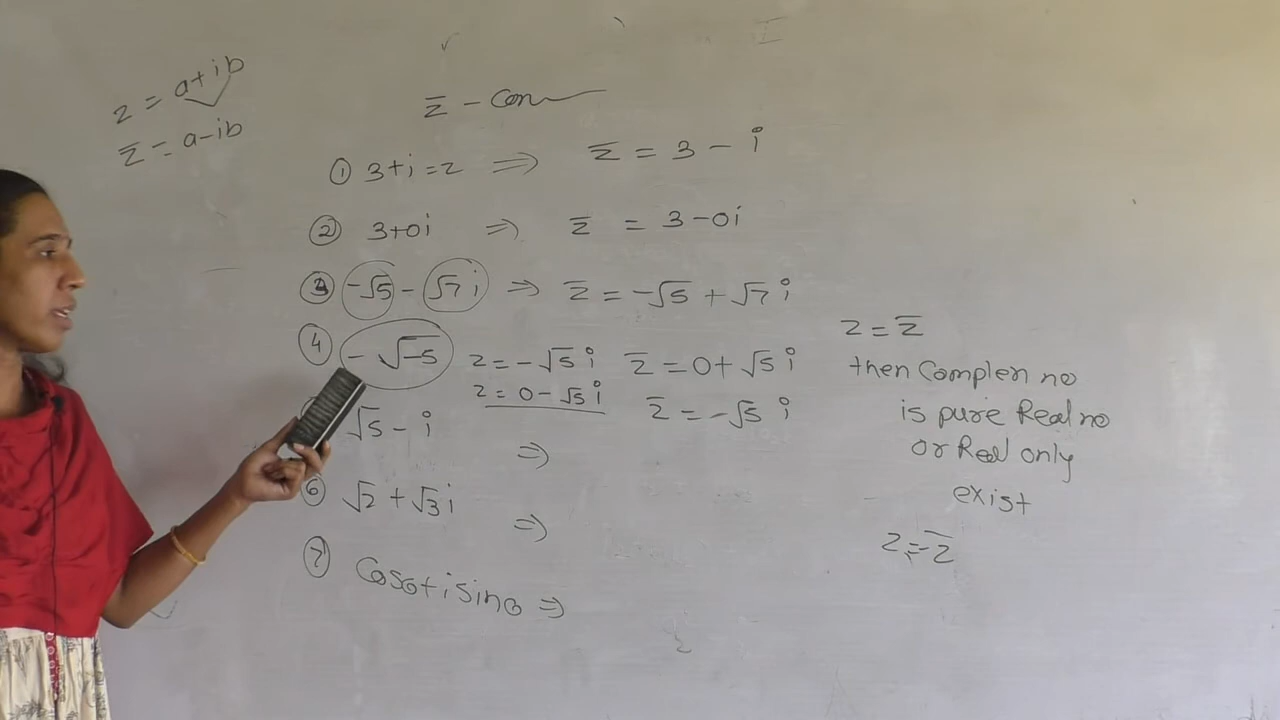 z = a+ib
z̅ = a-ib
z̅ - con
① 3+i=z ⇒ z̅ = 3 - i
② 3+0i ⇒ z̅ = 3-0i
③ -√5 - √7 i ⇒ z̅ = -√5 + √7 i
④ -√-5 z = -√5 i z̅ = 0+√5 i
z = 0-√5 i z̅ = -√5 i
√5 - i ⇒
⑥ √2 + √3 i ⇒
⑦ Cosθ+isinθ ⇒
z = z̅
then Complen no
is pure Real no
or Real only
exist
z = -z̅